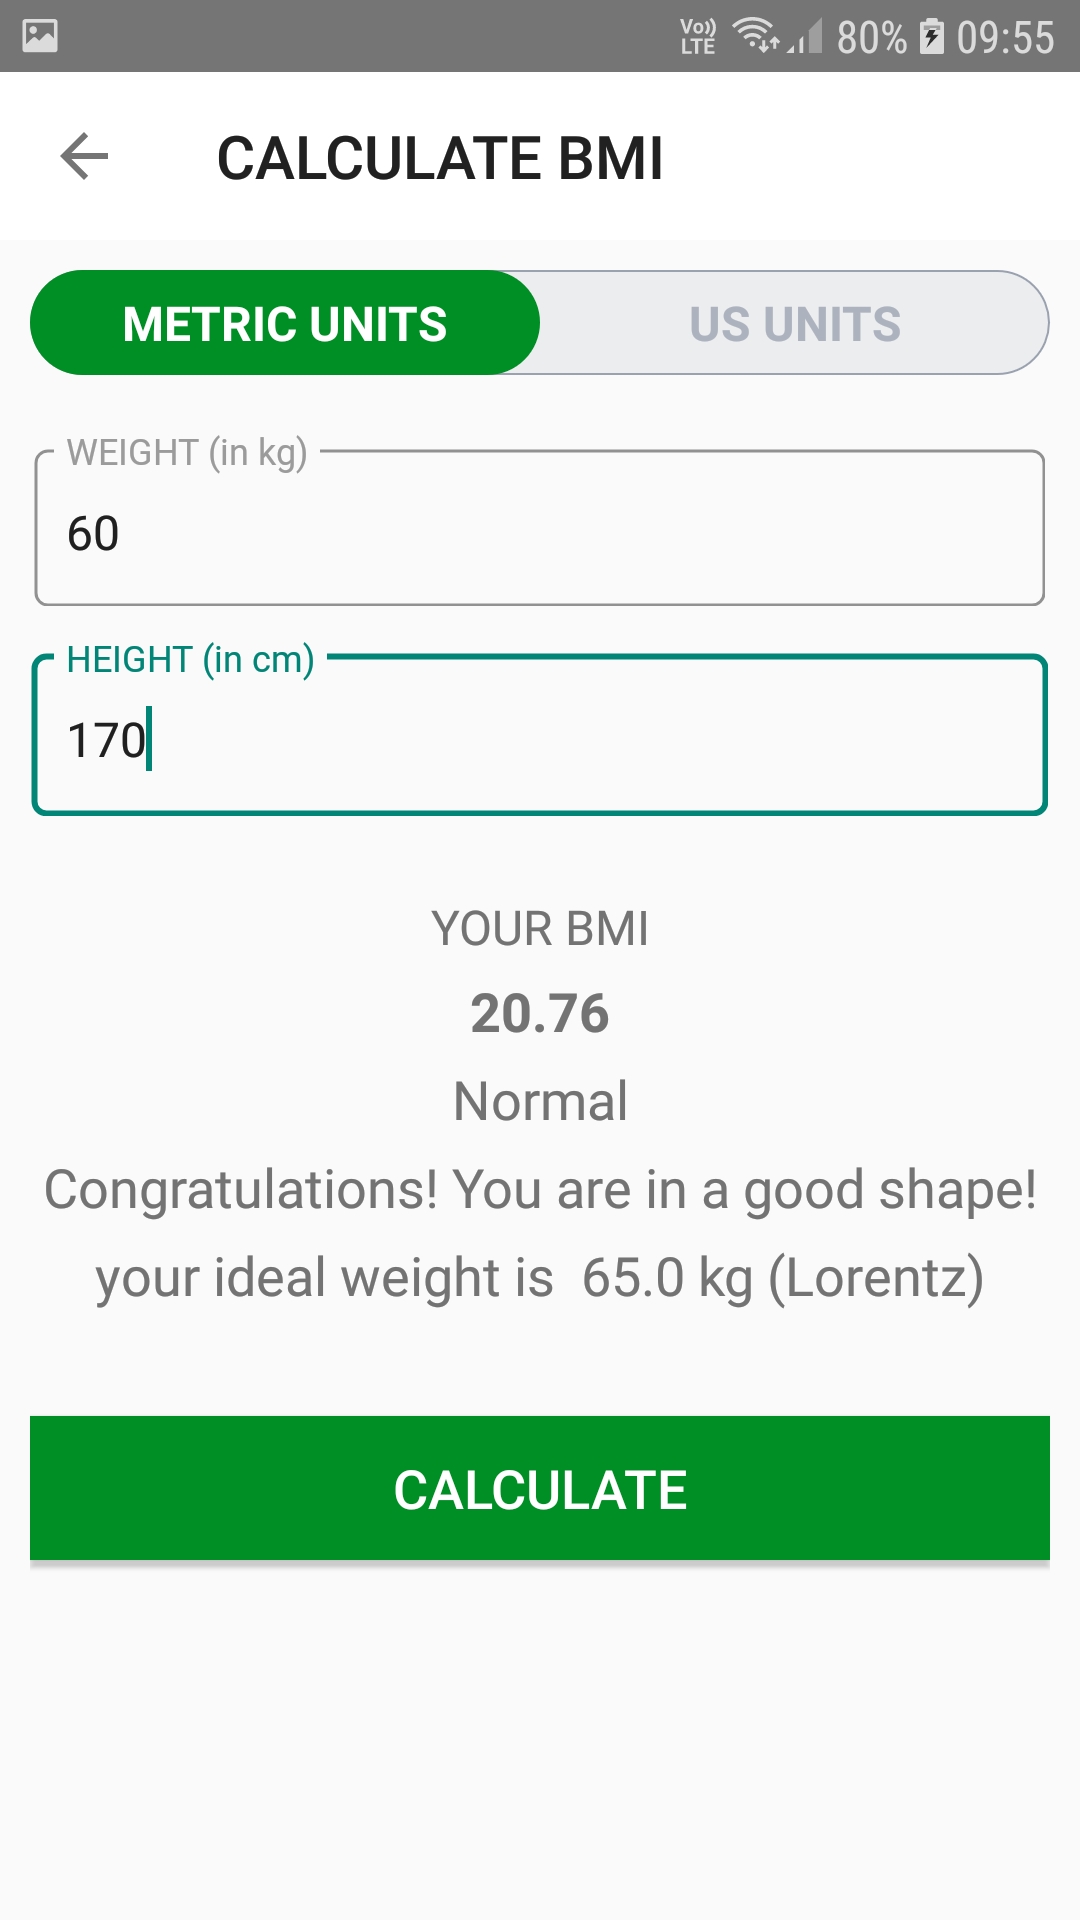 Vo)) LTE 80% 09:55
CALCULATE BMI
METRIC UNITS US UNITS
WEIGHT (in kg)
60
HEIGHT (in cm)
170
YOUR BMI
20.76
Normal
Congratulations! You are in a good shape!
your ideal weight is  65.0 kg (Lorentz)
CALCULATE